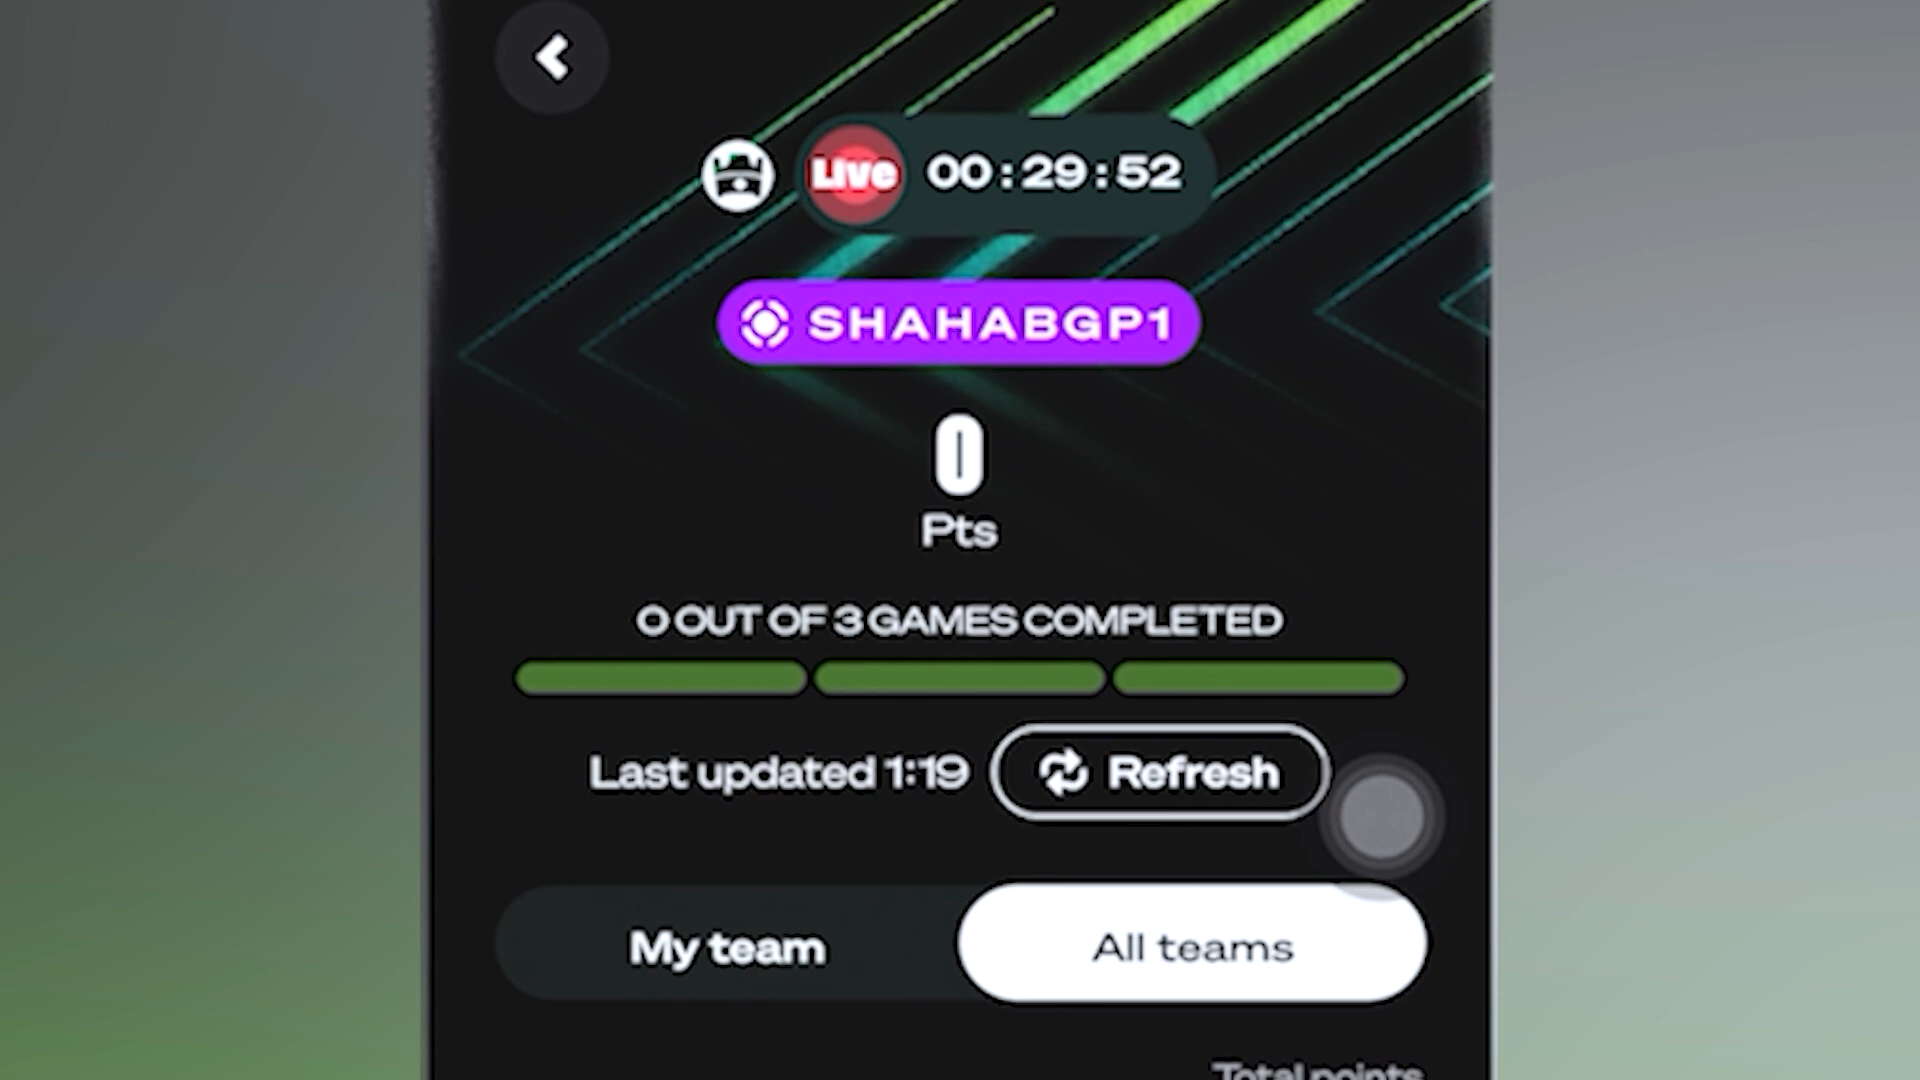 Live 00:29:52
SHAHABGP1
0
Pts
0 OUT OF 3 GAMES COMPLETED
Last updated 1:19 Refresh
My team All teams
Total points